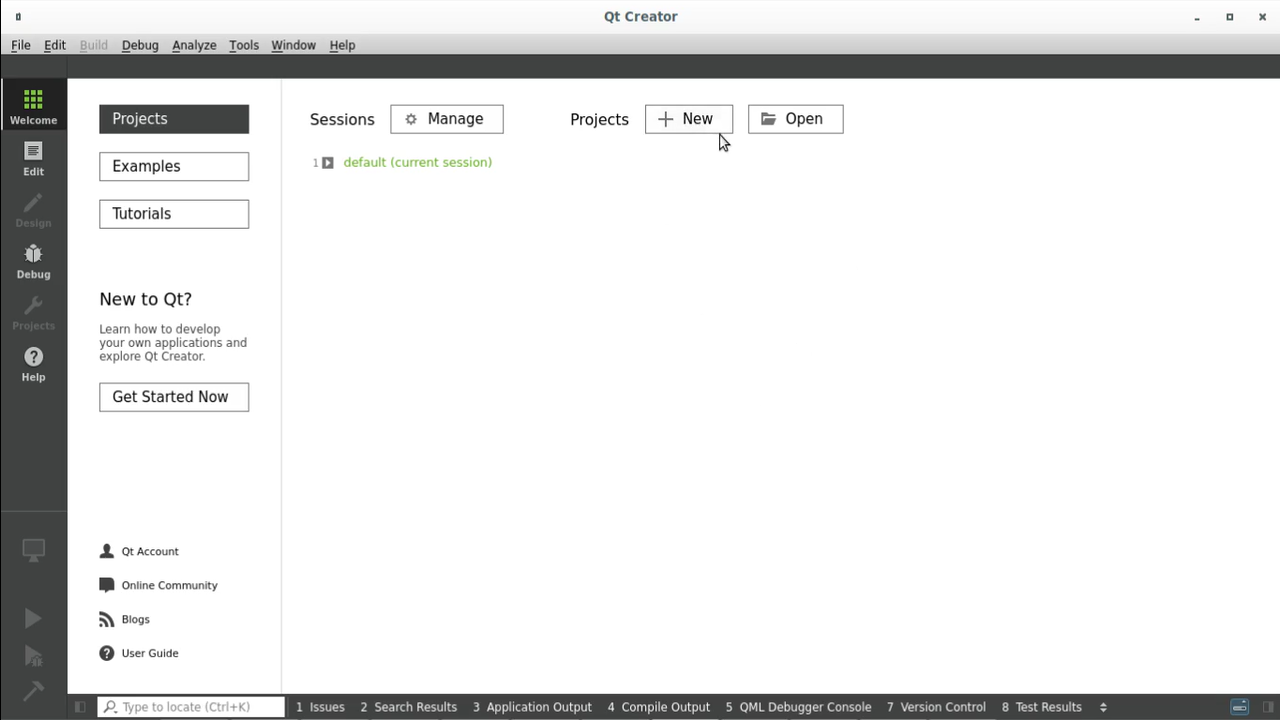 Qt Creator
File Edit Build Debug Analyze Tools Window Help
Welcome
Edit
Design
Debug
Projects
Help
Projects
Examples
Tutorials
New to Qt?
Learn how to develop
your own applications and
explore Qt Creator.
Get Started Now
Qt Account
Online Community
Blogs
User Guide
Sessions Manage Projects New Open
1 default (current session)
Type to locate (Ctrl+K) 1 Issues 2 Search Results 3 Application Output 4 Compile Output 5 QML Debugger Console 7 Version Control 8 Test Results